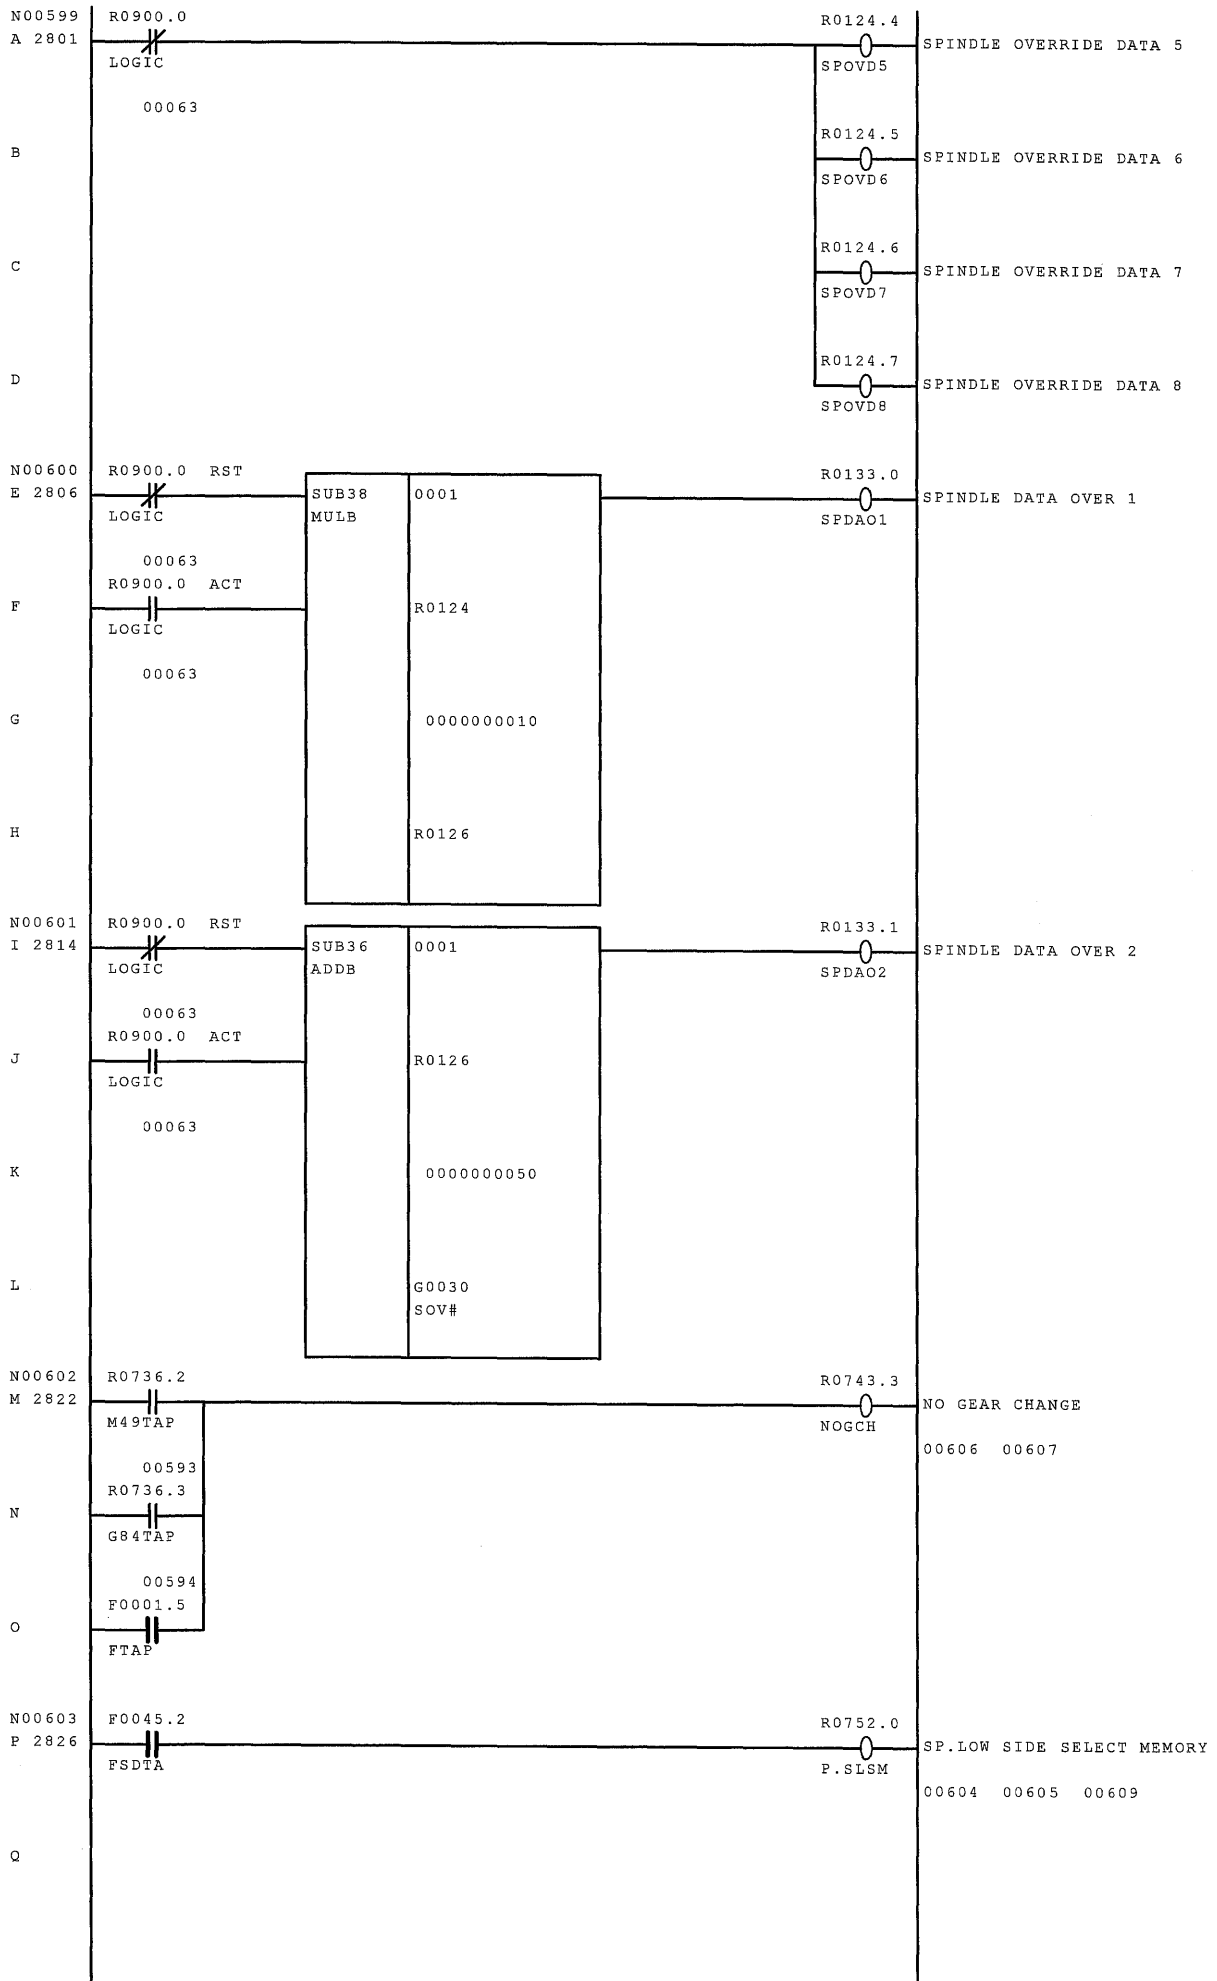 N00599 R0900.0 R0124.4
A 2801 SPINDLE OVERRIDE DATA 5
LOGIC SPOVD5
00063
R0124.5
B SPINDLE OVERRIDE DATA 6
SPOVD6
R0124.6
C SPINDLE OVERRIDE DATA 7
SPOVD7
R0124.7
D SPINDLE OVERRIDE DATA 8
SPOVD8
N00600 R0900.0 RST R0133.0
E 2806 SUB38 0001 SPINDLE DATA OVER 1
LOGIC MULB SPDAO1
00063
R0900.0 ACT
F R0124
LOGIC
00063
G 0000000010
H R0126
N00601 R0900.0 RST R0133.1
I 2814 SUB36 0001 SPINDLE DATA OVER 2
LOGIC ADDB SPDAO2
00063
R0900.0 ACT
J R0126
LOGIC
00063
K 0000000050
L G0030
SOV#
N00602 R0736.2 R0743.3
M 2822 NO GEAR CHANGE
M49TAP NOGCH
00606 00607
00593
R0736.3
N
G84TAP
00594
F0001.5
O
FTAP
N00603 F0045.2 R0752.0
P 2826 SP.LOW SIDE SELECT MEMORY
FSDTA P.SLSM
00604 00605 00609
Q